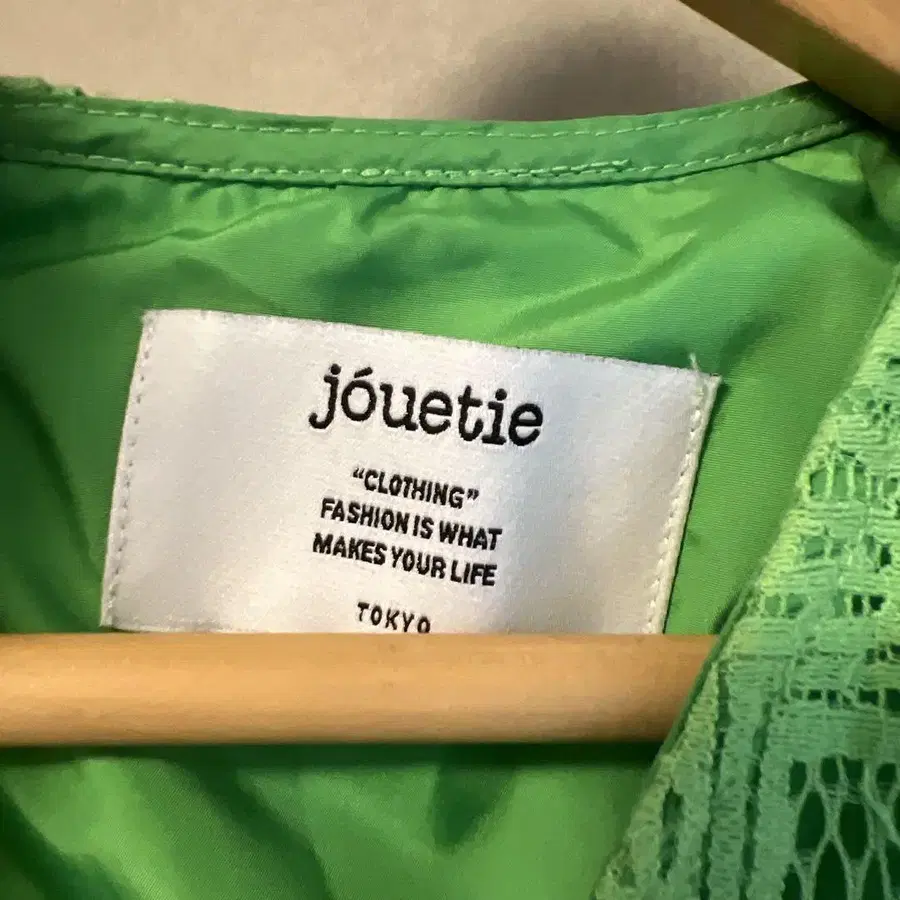 jóuetie
“CLOTHING”
FASHION IS WHAT
MAKES YOUR LIFE
TOKYO